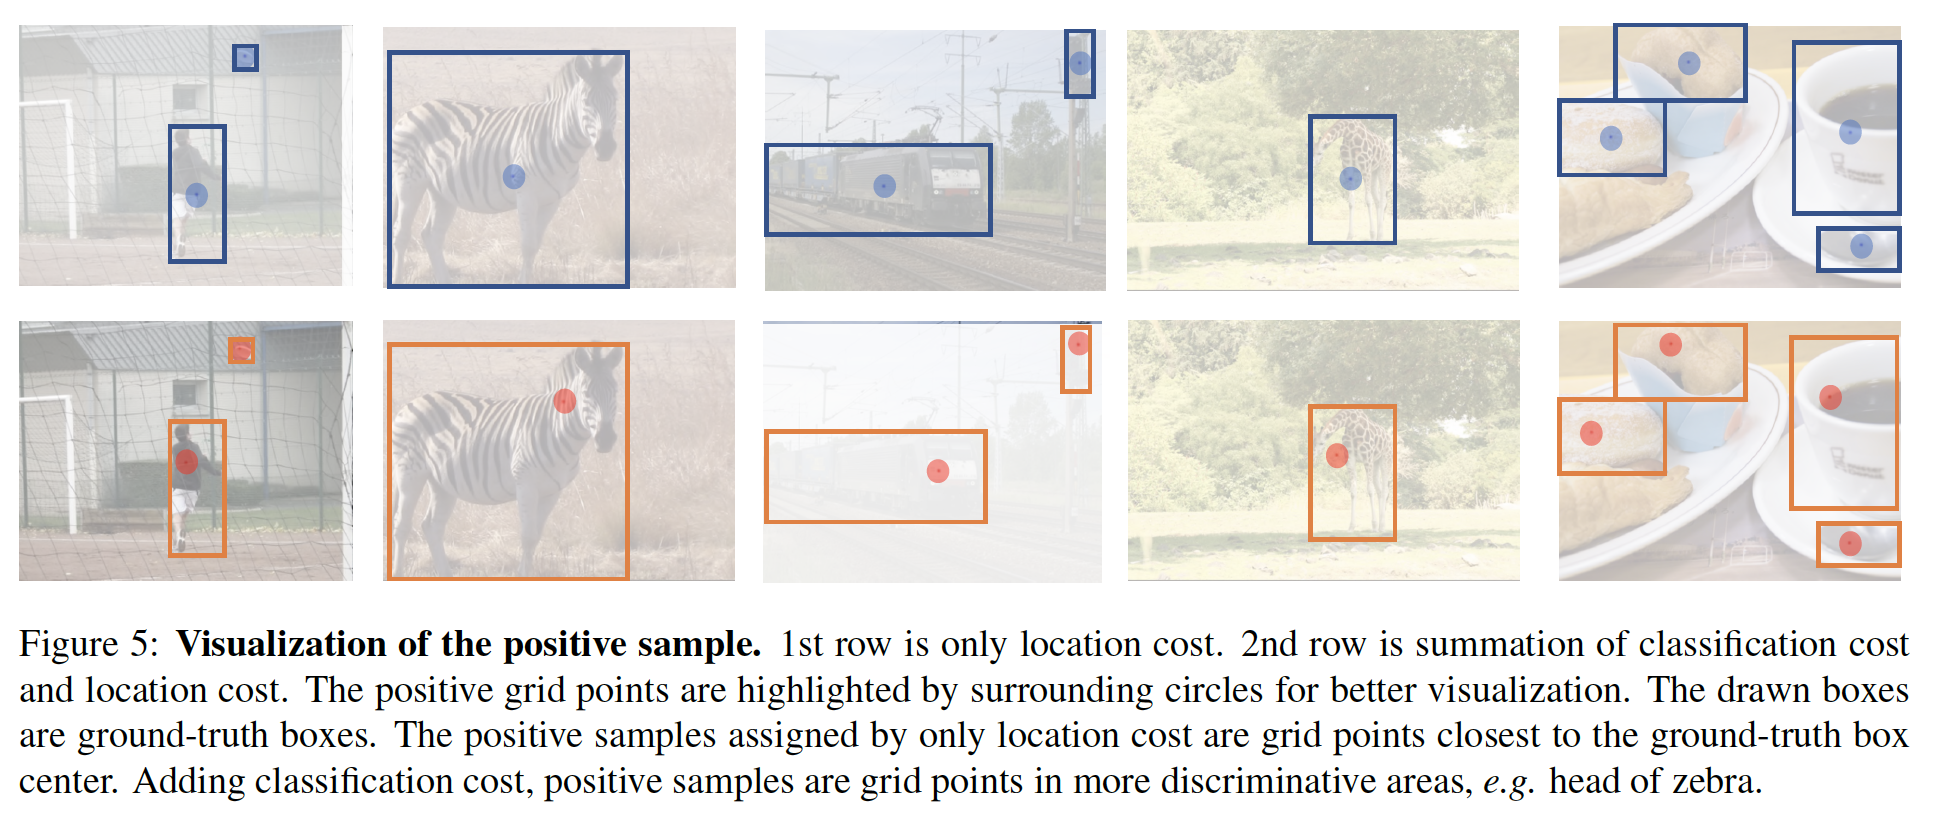 Figure 5: Visualization of the positive sample. 1st row is only location cost. 2nd row is summation of classification cost
and location cost. The positive grid points are highlighted by surrounding circles for better visualization. The drawn boxes
are ground-truth boxes. The positive samples assigned by only location cost are grid points closest to the ground-truth box
center. Adding classification cost, positive samples are grid points in more discriminative areas, e.g. head of zebra.